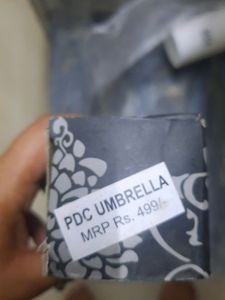 PDC UMBRELLA
MRP Rs. 499/-